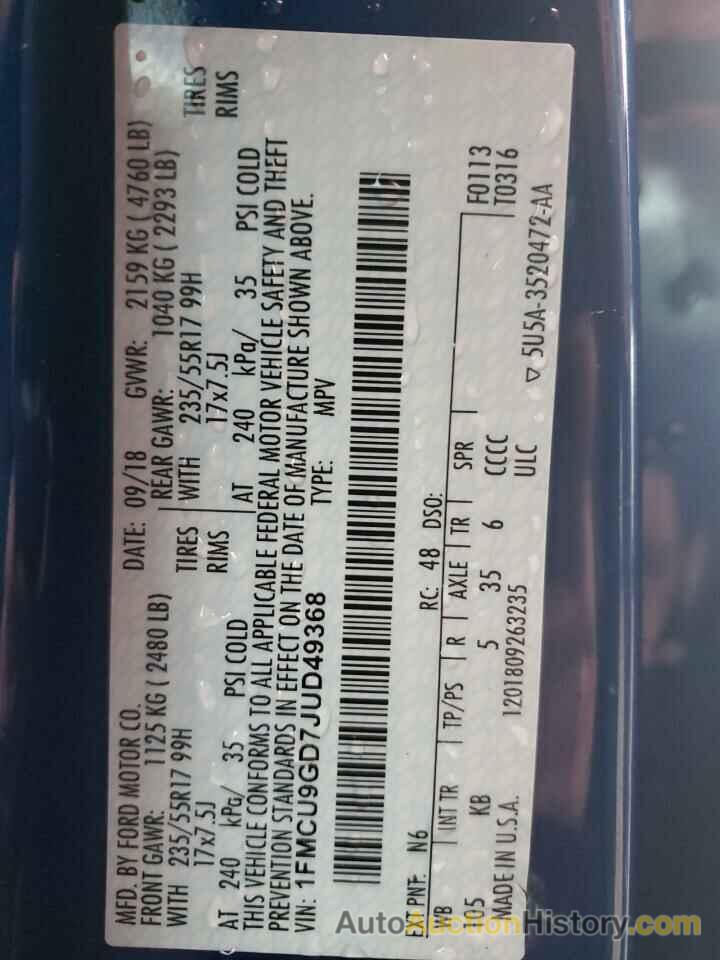 MFD. BY FORD MOTOR CO. DATE: 09/18 GVWR: 2159 KG ( 4760 LB)
FRONT GAWR: 1125 KG ( 2480 LB) REAR GAWR: 1040 KG ( 2293 LB)
WITH 235/55R17 99H TIRES WITH 235/55R17 99H TIRES
17x7.5J RIMS 17x7.5J RIMS
AT 240 kPa/ 35 PSI COLD AT 240 kPa/ 35 PSI COLD
THIS VEHICLE CONFORMS TO ALL APPLICABLE FEDERAL MOTOR VEHICLE SAFETY AND THEFT
PREVENTION STANDARDS IN EFFECT ON THE DATE OF MANUFACTURE SHOWN ABOVE.
VIN: 1FMCU9GD7JUD49368 TYPE: MPV
EXT PNT: N6 RC: 48 DSO: F0113
T0316
WB INT TR TP/PS R AXLE TR SPR
U5 KB 5 35 6 CCCC
ULC
MADE IN U.S.A. 1201809263235 ▽ 5U5A-3520472-AA
AutoAuctionHistory.com